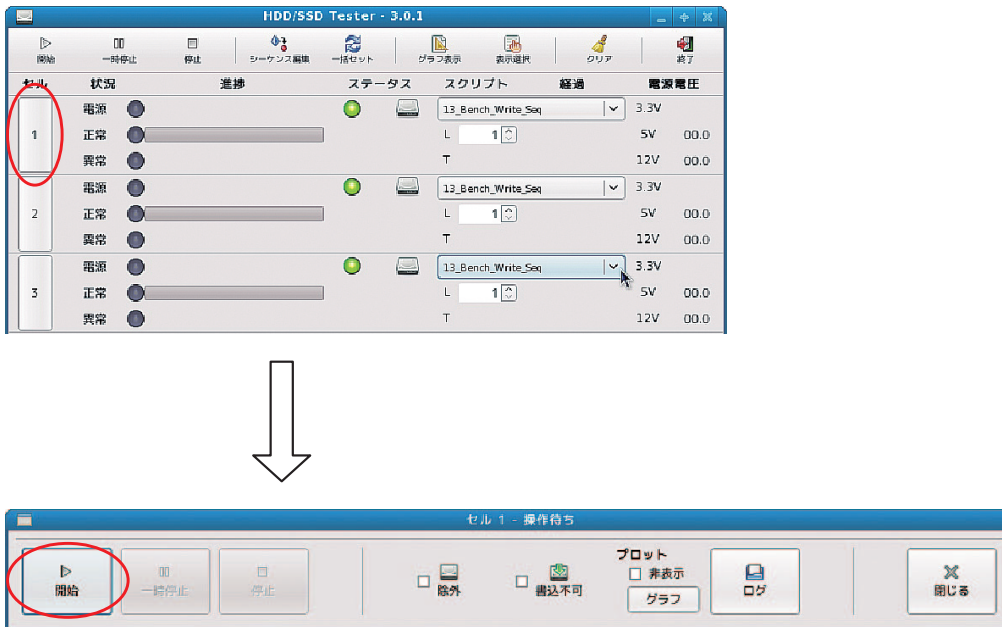 HDD/SSD Tester - 3.0.1
開始 一時停止 停止 シーケンス編集 一括セット グラフ表示 表示選択 クリア 終了
セル 状況 進捗 ステータス スクリプト 経過 電源電圧
電源 13_Bench_Write_Seq 3.3V
1 正常 L 1 5V 00.0
異常 T 12V 00.0
電源 13_Bench_Write_Seq 3.3V
2 正常 L 1 5V 00.0
異常 T 12V 00.0
電源 13_Bench_Write_Seq 3.3V
3 正常 L 1 5V 00.0
異常 T 12V 00.0
セル 1 - 操作待ち
プロット
開始 一時停止 停止 除外 書込不可 非表示 ログ 閉じる
グラフ